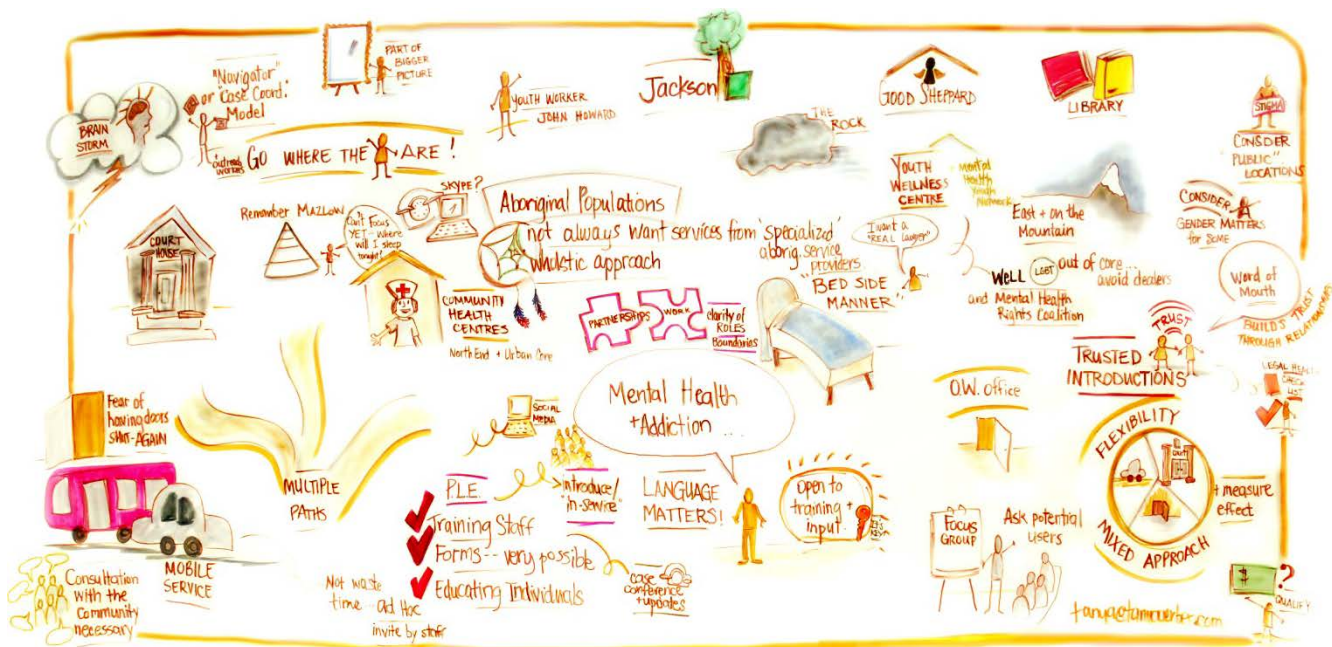 BRAIN
STORM
"Navigator"
or "Case Coord."
Model
outreach
workers
PART OF
BIGGER
PICTURE
GO WHERE THE ARE!
YOUTH WORKER
JOHN HOWARD
Jackson
THE
ROCK
GOOD SHEPPARD
LIBRARY
STIGMA
CONSIDER
"PUBLIC"
LOCATIONS
COURT
HOUSE
Remember MAZLOW
Can't Focus
YET - Where
will I sleep
tonight?
SKYPE?
COMMUNITY
HEALTH
CENTRES
North End + Urban Core
Aboriginal Populations
not always want services from 'specialized'
aborig. service
providers
wholistic approach
PARTNERSHIPS
WORK
clarity of
ROLES
Boundaries
"BED SIDE
MANNER"
I want a
"REAL lawyer"
YOUTH
WELLNESS
CENTRE
+ Mental
Health
Youth
Network
East + on the
Mountain
CONSIDER
GENDER MATTERS
for SOME
WELL LGBT out of core...
avoid dealers
and Mental Health
Rights Coalition
Word of
Mouth
BUILDS TRUST
THROUGH RELATIONSHIPS
TRUST
TRUSTED
INTRODUCTIONS
LEGAL HEALTH
CHECK
LIST
Fear of
having doors
SHUT-AGAIN
MOBILE
SERVICE
Consultation
with the
Community
necessary
MULTIPLE
PATHS
Not waste
time ... ad Hoc
invite by staff
SOCIAL
MEDIA
P.L.E.
introduce/
"in-service"
Training Staff
Forms -- very possible
Educating Individuals
case
conference
+ updates
Mental Health
+ Addiction ...
LANGUAGE
MATTERS!
Open to
training +
input..
O.W. office
FOCUS
GROUP
Ask potential
users
FLEXIBILITY
COURT
MIXED APPROACH
+ measure
effect
$ ?
QUALIFY